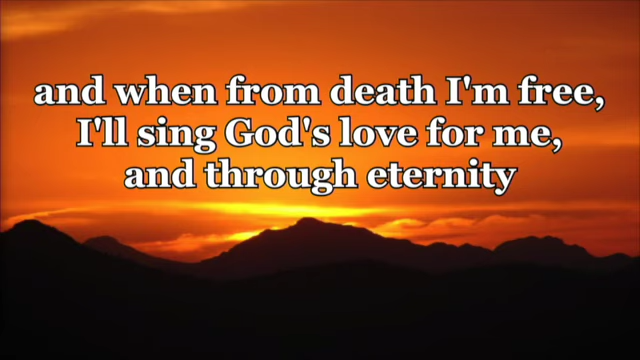 and when from death I'm free,
I'll sing God's love for me,
and through eternity